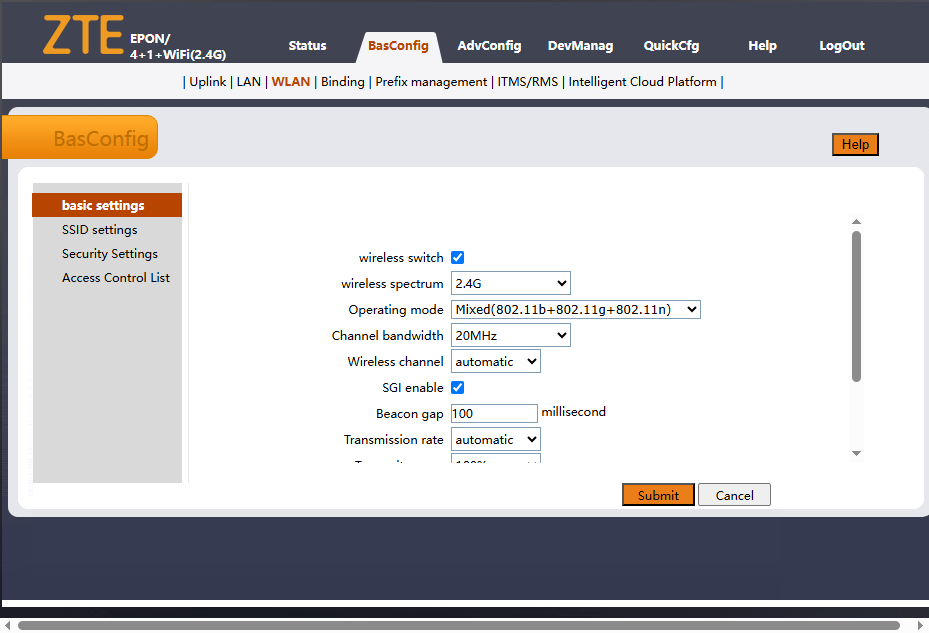 ZTE EPON/
4+1+WiFi(2.4G)
Status BasConfig AdvConfig DevManag QuickCfg Help LogOut
| Uplink | LAN | WLAN | Binding | Prefix management | ITMS/RMS | Intelligent Cloud Platform |
BasConfig
Help
basic settings
SSID settings
Security Settings
Access Control List
wireless switch
wireless spectrum 2.4G
Operating mode Mixed(802.11b+802.11g+802.11n)
Channel bandwidth 20MHz
Wireless channel automatic
SGI enable
Beacon gap 100 millisecond
Transmission rate automatic
Submit Cancel